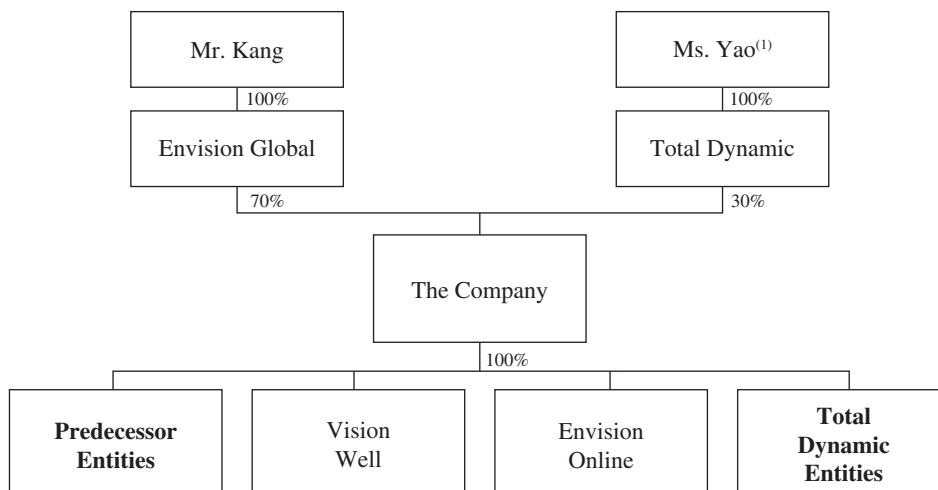 Mr. Kang
Ms. Yao(1)
100%
100%
Envision Global
Total Dynamic
70%
30%
The Company
100%
Predecessor
Entities
Vision
Well
Envision
Online
Total
Dynamic
Entities